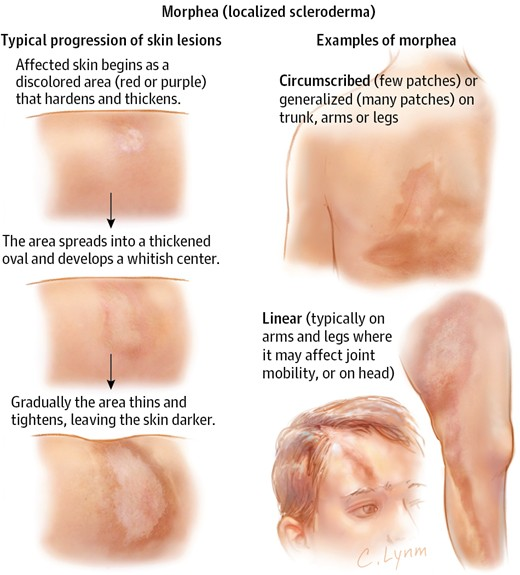 Morphea (localized scleroderma)
Typical progression of skin lesions
Affected skin begins as a
discolored area (red or purple)
that hardens and thickens.
The area spreads into a thickened
oval and develops a whitish center.
Gradually the area thins and
tightens, leaving the skin darker.
Examples of morphea
Circumscribed (few patches) or
generalized (many patches) on
trunk, arms or legs
Linear (typically on
arms and legs where
it may affect joint
mobility, or on head)
C. Lynm